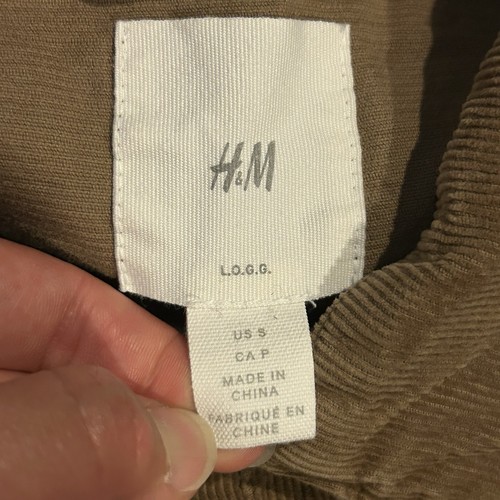 H&M
L.O.G.G.
US S
CA P
MADE IN
CHINA
FABRIQUÉ EN
CHINE